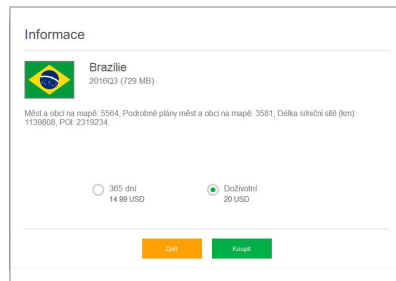 Informace
Brazilie
2016Q3 (729 MB)
Měst a obcí na mapě: 5564, Podrobné plány měst a obcí na mapě: 3581, Délka silniční sítě (km):
1139808, POI: 2319234.
365 dní
14.99 USD
Doživotní
20 USD
Zpět
Koupit